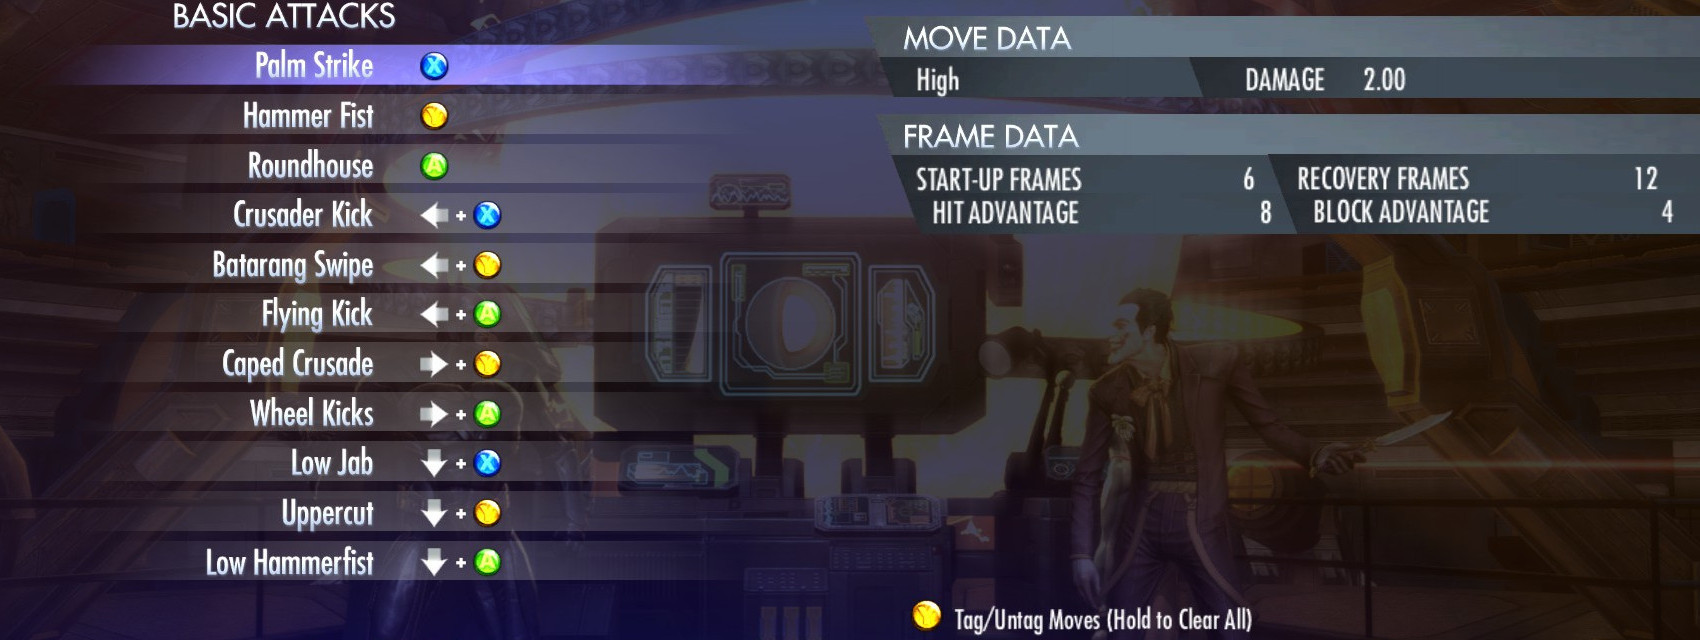 BASIC ATTACKS
Palm Strike X
Hammer Fist Y
Roundhouse A
Crusader Kick + X
Batarang Swipe + Y
Flying Kick + A
Caped Crusade + Y
Wheel Kicks + A
Low Jab + X
Uppercut + Y
Low Hammerfist + A
MOVE DATA
High DAMAGE 2.00
FRAME DATA
START-UP FRAMES 6 RECOVERY FRAMES 12
HIT ADVANTAGE 8 BLOCK ADVANTAGE 4
Y Tag/Untag Moves (Hold to Clear All)